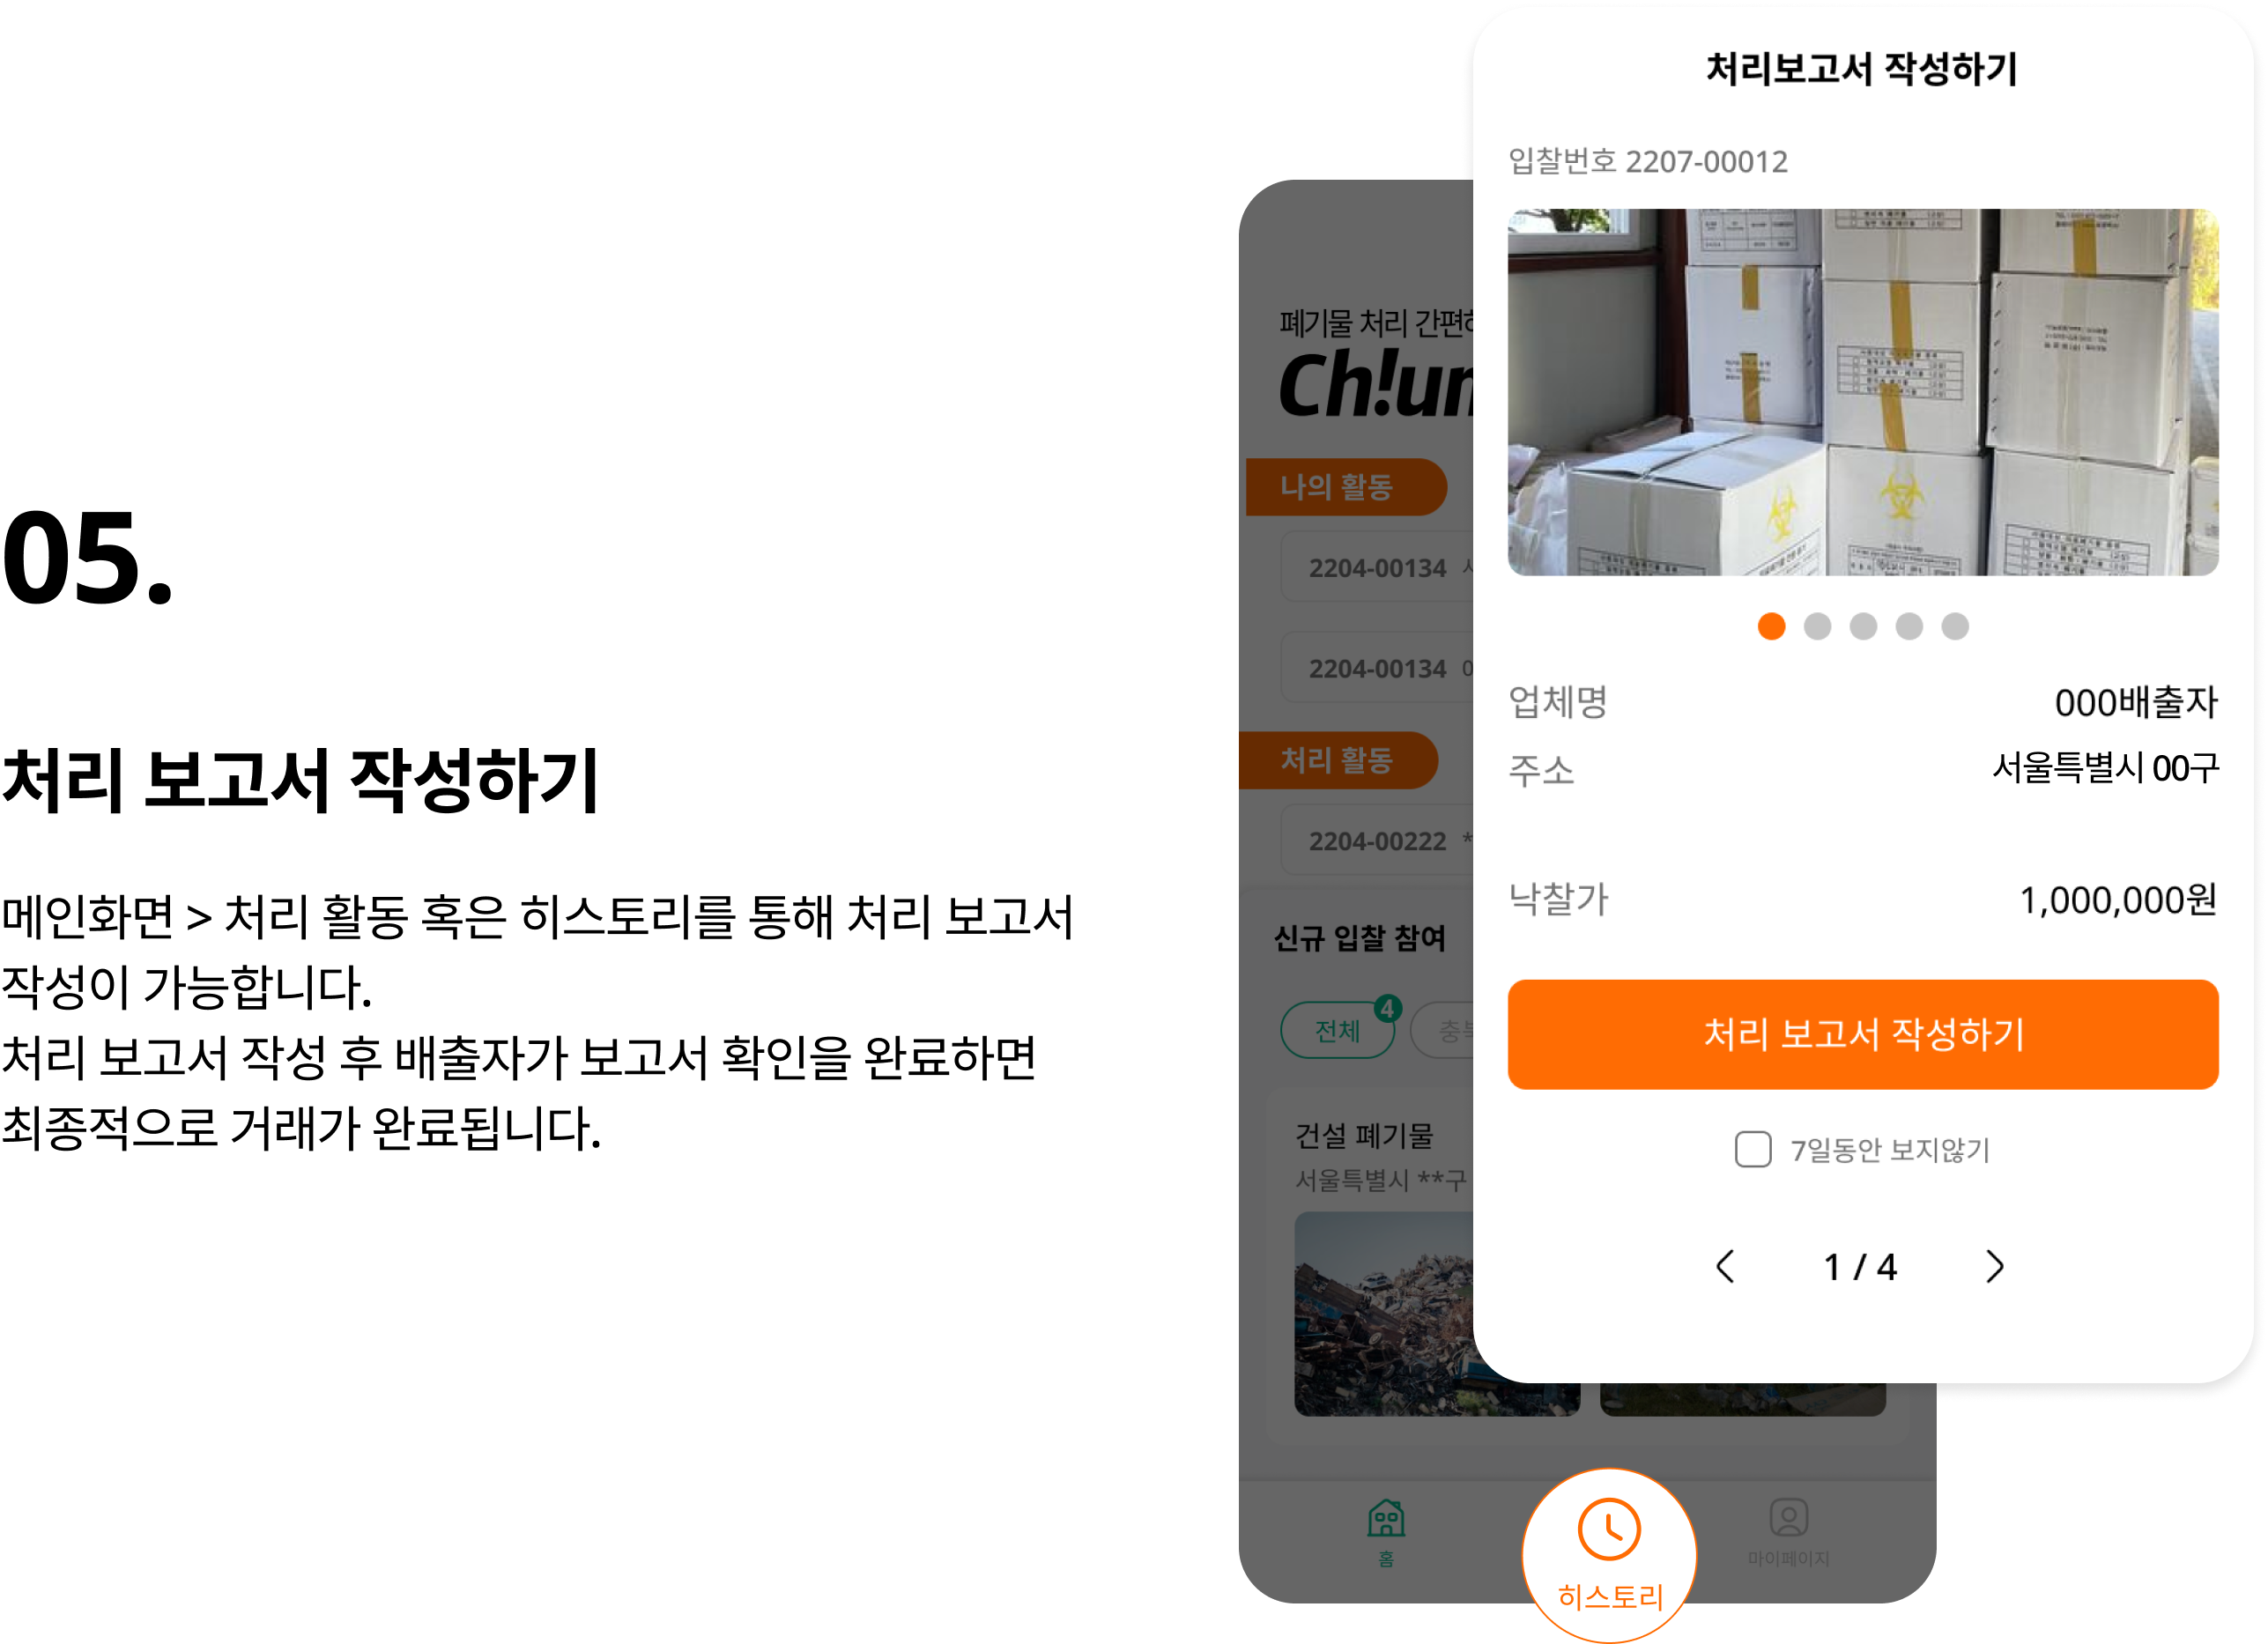 05.
처리 보고서 작성하기
메인화면 > 처리 활동 혹은 히스토리를 통해 처리 보고서
작성이 가능합니다.
처리 보고서 작성 후 배출자가 보고서 확인을 완료하면
최종적으로 거래가 완료됩니다.
폐기물 처리 간편
Ch!u
나의 활동
2204-00134
2204-00134
처리 활동
2204-00222 *
신규 입찰 참여
전체 4
건설 폐기물
서울특별시 **구
홈
히스토리
마이페이지
처리보고서 작성하기
입찰번호 2207-00012
업체명 000배출자
주소 서울특별시 00구
낙찰가 1,000,000원
처리 보고서 작성하기
7일동안 보지않기
1 / 4